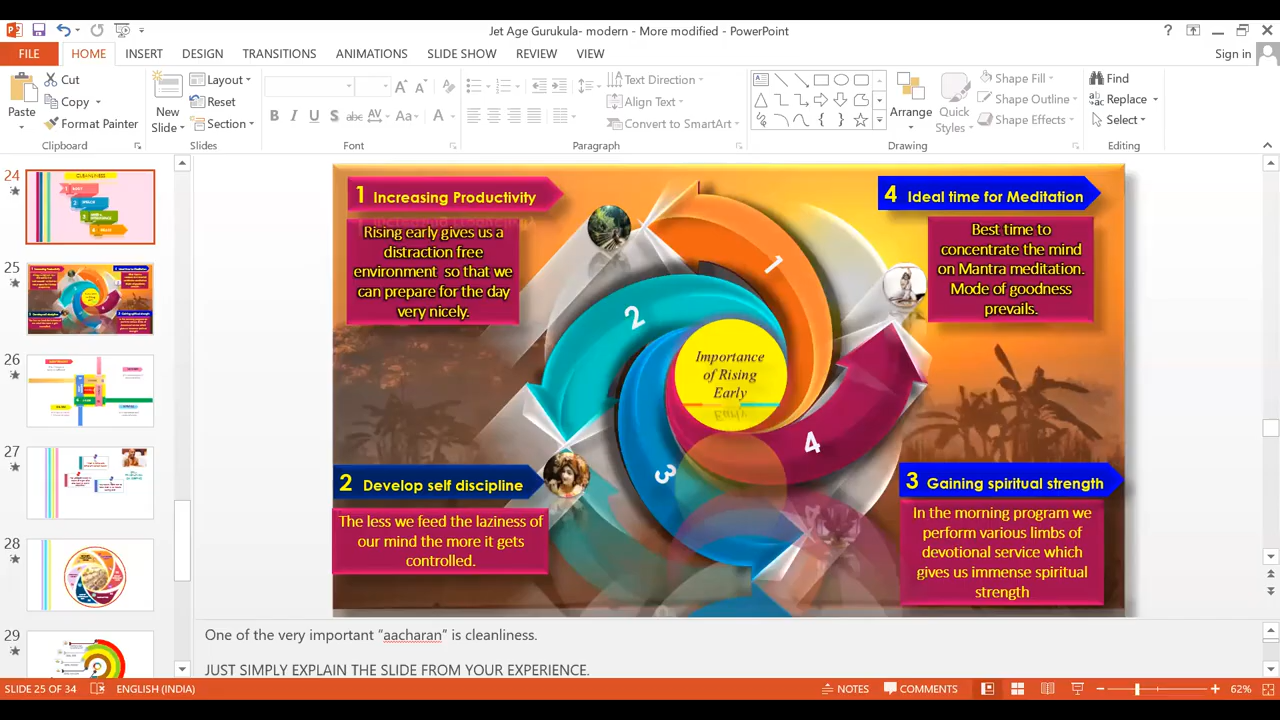 Jet Age Gurukula- modern - More modified - PowerPoint
Sign in
FILE HOME INSERT DESIGN TRANSITIONS ANIMATIONS SLIDE SHOW REVIEW VIEW
Paste
Cut
Copy
Format Painter
Clipboard
New Slide
Layout
Reset
Section
Slides
B I U S abc AV Aa A
Font
Text Direction
Align Text
Convert to SmartArt
Paragraph
Arrange
Quick Styles
Shape Fill
Shape Outline
Shape Effects
Drawing
Find
Replace
Select
Editing
24
CLEANLINESS
25
26
27
28
29
1 Increasing Productivity
Rising early gives us a
distraction free
environment so that we
can prepare for the day
very nicely.
4 Ideal time for Meditation
Best time to
concentrate the mind
on Mantra meditation.
Mode of goodness
prevails.
1
2
3
4
Importance
of Rising
Early
2 Develop self discipline
The less we feed the laziness of
our mind the more it gets
controlled.
3 Gaining spiritual strength
In the morning program we
perform various limbs of
devotional service which
gives us immense spiritual
strength
One of the very important “aacharan” is cleanliness.
JUST SIMPLY EXPLAIN THE SLIDE FROM YOUR EXPERIENCE.
SLIDE 25 OF 34 ENGLISH (INDIA) NOTES COMMENTS 62%